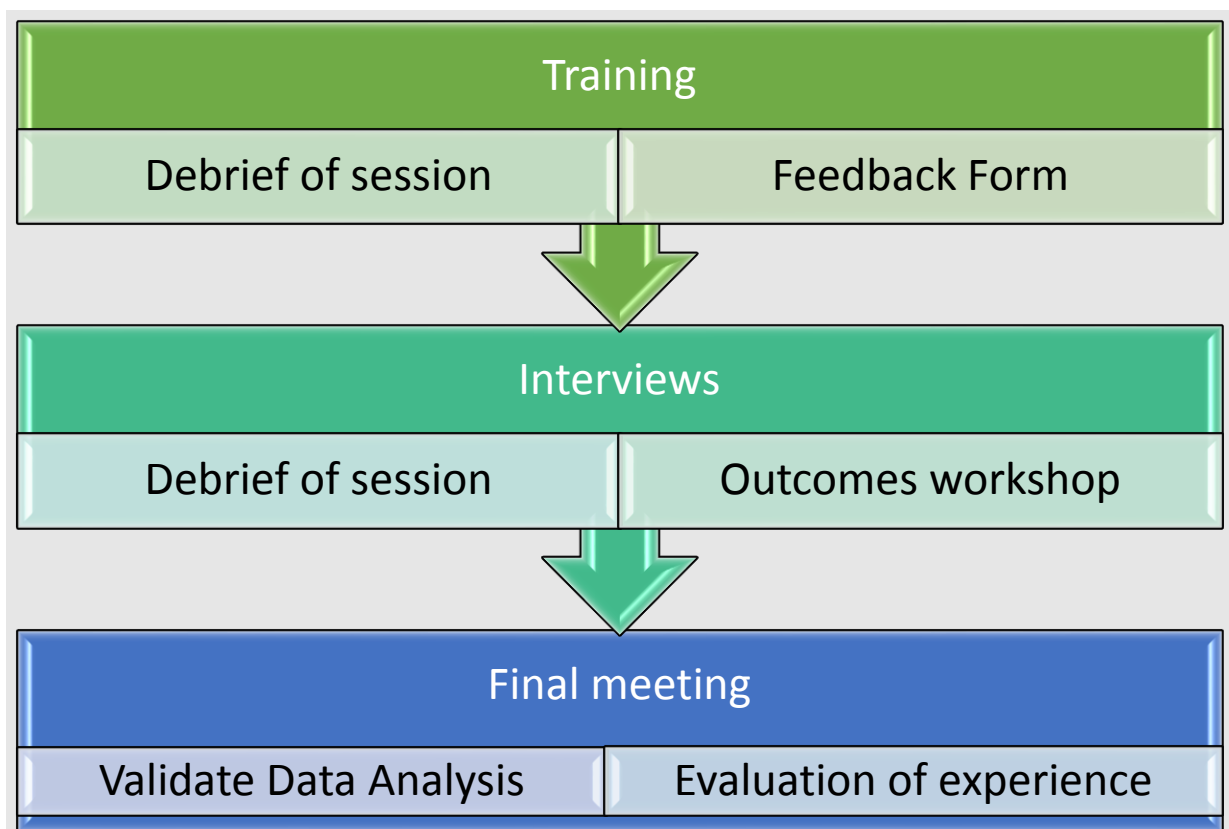 Training
Debrief of session
Feedback Form
Interviews
Debrief of session
Outcomes workshop
Final meeting
Validate Data Analysis
Evaluation of experience